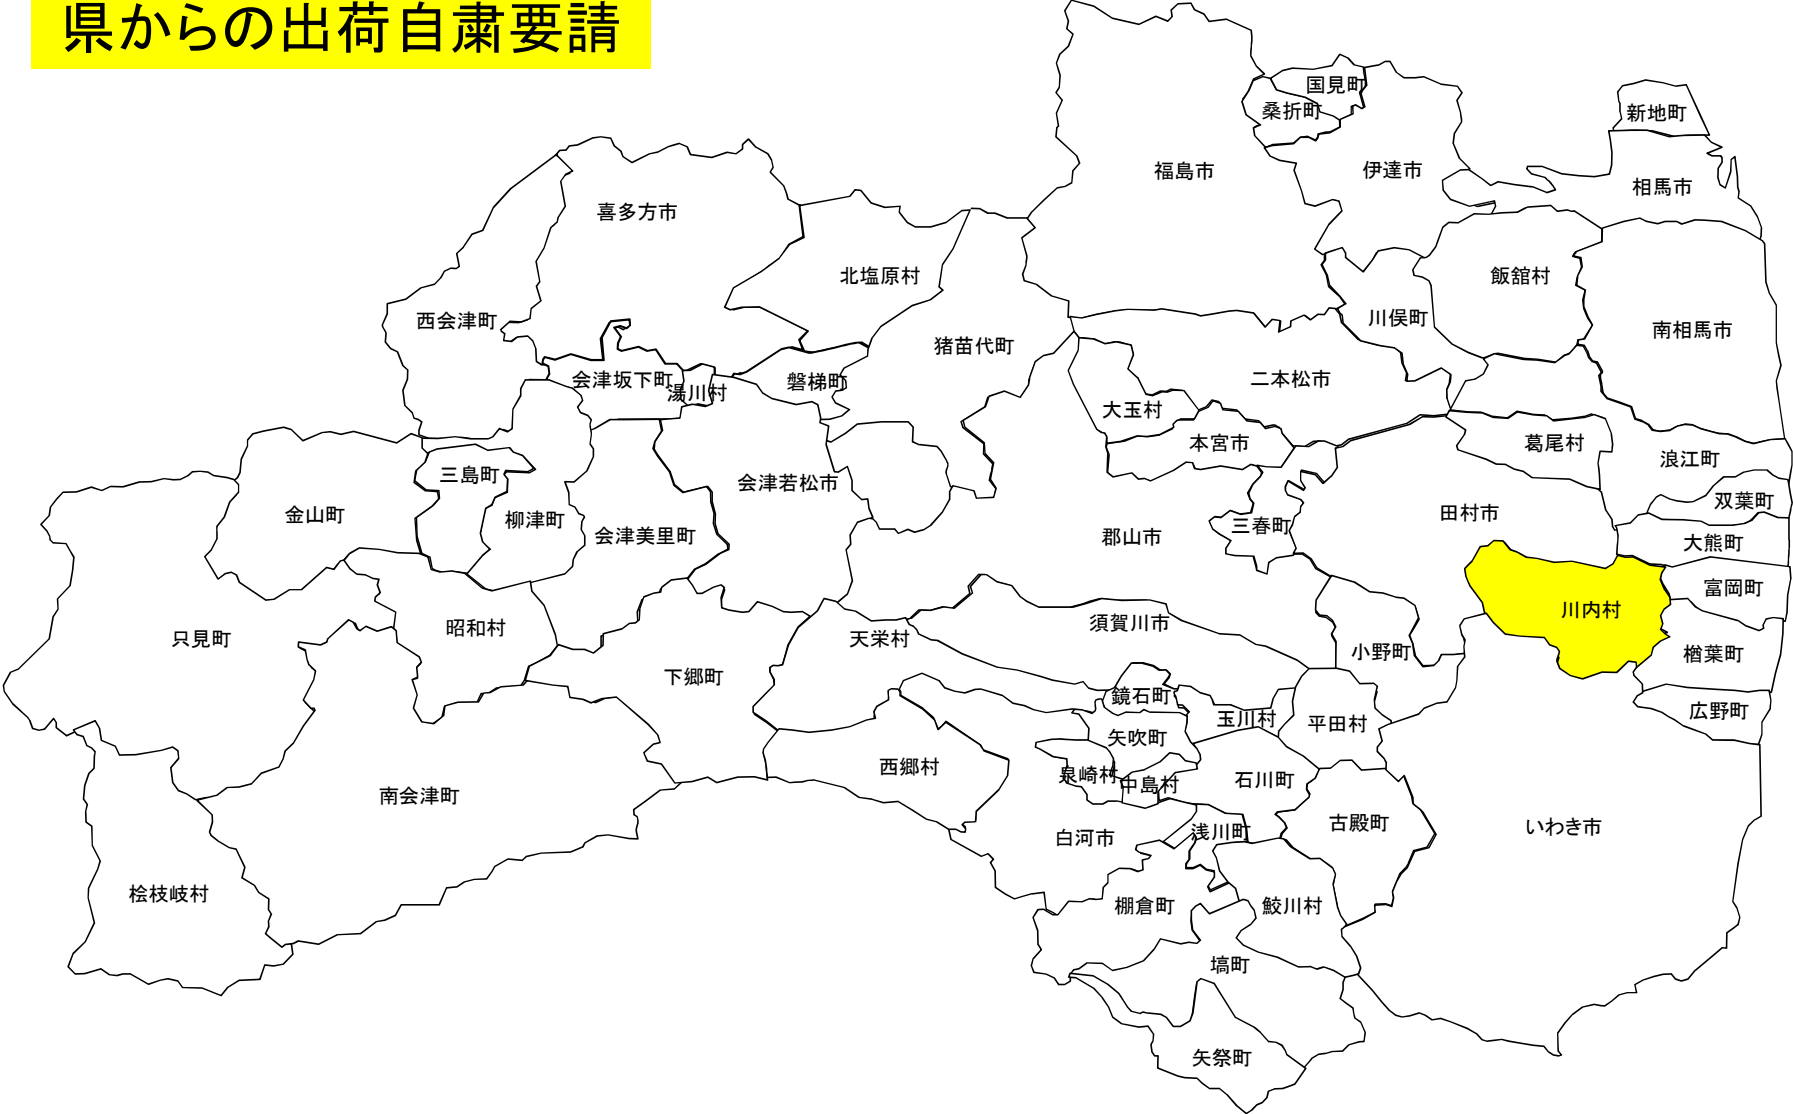 県からの出荷自粛要請
国見町
桑折町
新地町
福島市
伊達市
相馬市
喜多方市
北塩原村
飯舘村
西会津町
川俣町
南相馬市
猪苗代町
会津坂下町
湯川村
磐梯町
二本松市
大玉村
本宮市
葛尾村
浪江町
三島町
会津若松市
双葉町
金山町
柳津町
会津美里町
郡山市
三春町
田村市
大熊町
富岡町
川内村
只見町
昭和村
天栄村
須賀川市
小野町
楢葉町
下郷町
鏡石町
玉川村
平田村
広野町
矢吹町
西郷村
泉崎村
中島村
石川町
南会津町
白河市
浅川町
古殿町
いわき市
桧枝岐村
棚倉町
鮫川村
塙町
矢祭町